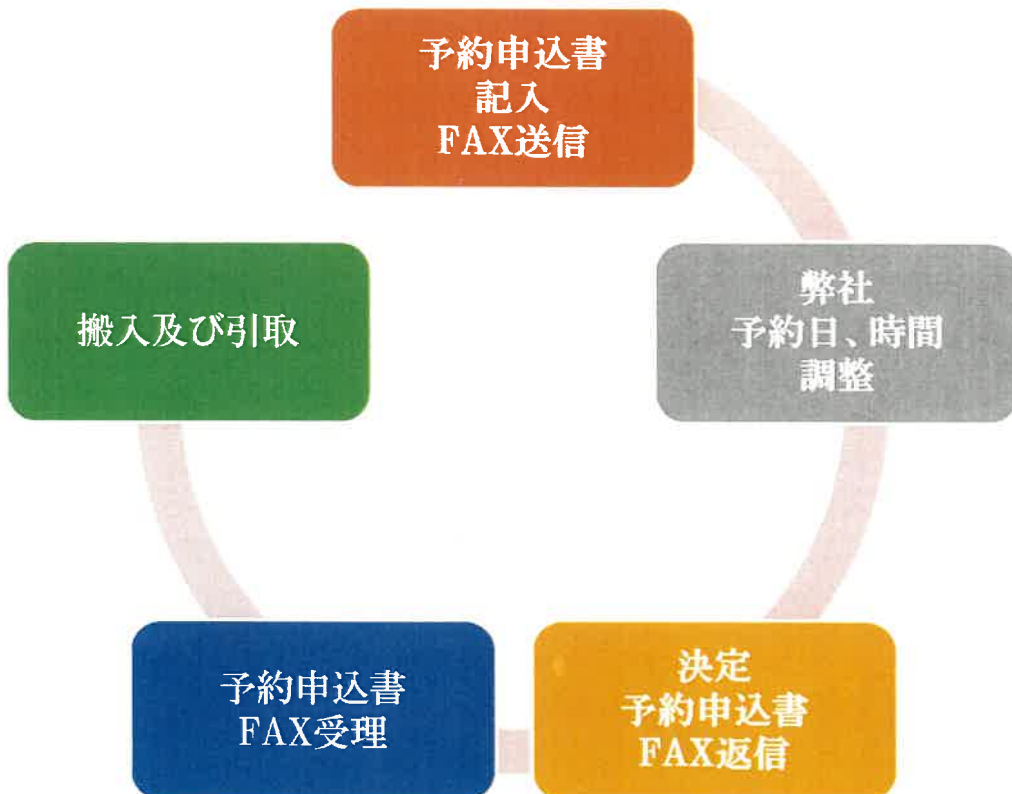 予約申込書
記入
FAX送信
弊社
予約日、時間
調整
決定
予約申込書
FAX返信
予約申込書
FAX受理
搬入及び引取